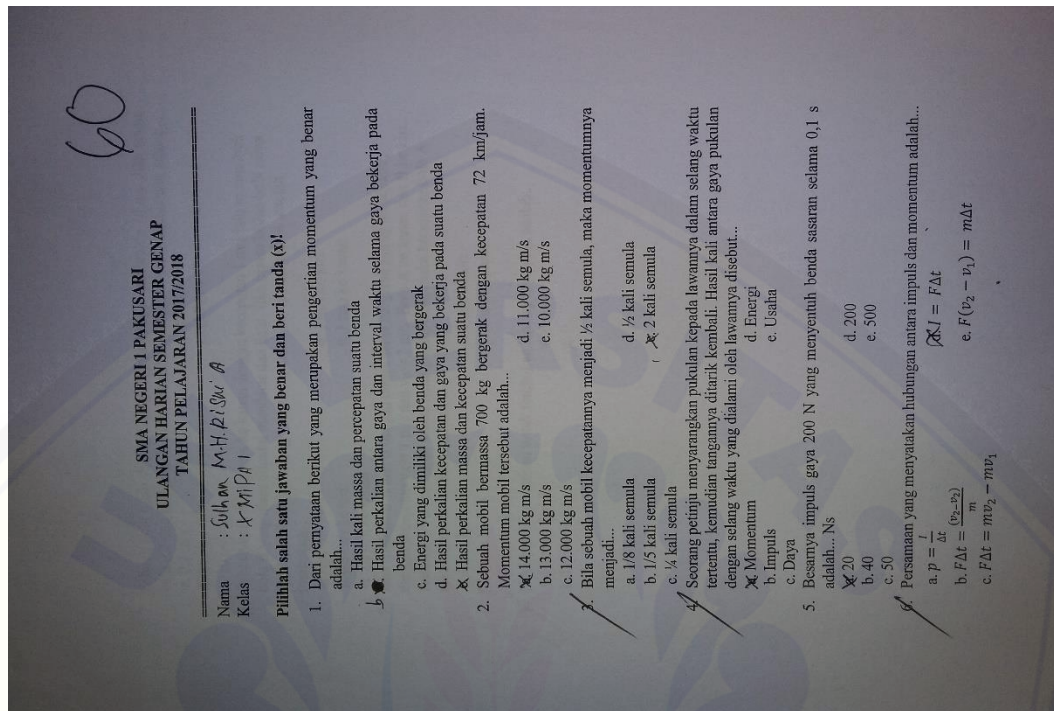 60
SMA NEGERI 1 PAKUSARI
ULANGAN HARIAN SEMESTER GENAP
TAHUN PELAJARAN 2017/2018
Nama : Sulhan M.H. Rizqi A
Kelas : X MIPA 1
Pilihlah salah satu jawaban yang benar dan beri tanda (x)!
1. Dari pernyataan berikut yang merupakan pengertian momentum yang benar
adalah...
a. Hasil kali massa dan percepatan suatu benda
b Hasil perkalian antara gaya dan interval waktu selama gaya bekerja pada
benda
c. Energi yang dimiliki oleh benda yang bergerak
d. Hasil perkalian kecepatan dan gaya yang bekerja pada suatu benda
e. Hasil perkalian massa dan kecepatan suatu benda
2. Sebuah mobil bermassa 700 kg bergerak dengan kecepatan 72 km/jam.
Momentum mobil tersebut adalah...
a. 14.000 kg m/s d. 11.000 kg m/s
b. 13.000 kg m/s e. 10.000 kg m/s
c. 12.000 kg m/s
3. Bila sebuah mobil kecepatannya menjadi ½ kali semula, maka momentumnya
menjadi...
a. 1/8 kali semula d. ½ kali semula
b. 1/5 kali semula e. 2 kali semula
c. ¼ kali semula
4. Seorang petinju menyarangkan pukulan kepada lawannya dalam selang waktu
tertentu, kemudian tangannya ditarik kembali. Hasil kali antara gaya pukulan
dengan selang waktu yang dialami oleh lawannya disebut...
a. Momentum d. Energi
b. Impuls e. Usaha
c. Daya
5. Besarnya impuls gaya 200 N yang menyentuh benda sasaran selama 0,1 s
adalah... Ns
a. 20 d. 200
b. 40 e. 500
c. 50
6. Persamaan yang menyatakan hubungan antara impuls dan momentum adalah...
a. p = I/Δt d. I = FΔt
b. FΔt = (v₂−v₂)/m e. F(v₂ − v₁) = mΔt
c. FΔt = mv₂ − mv₁